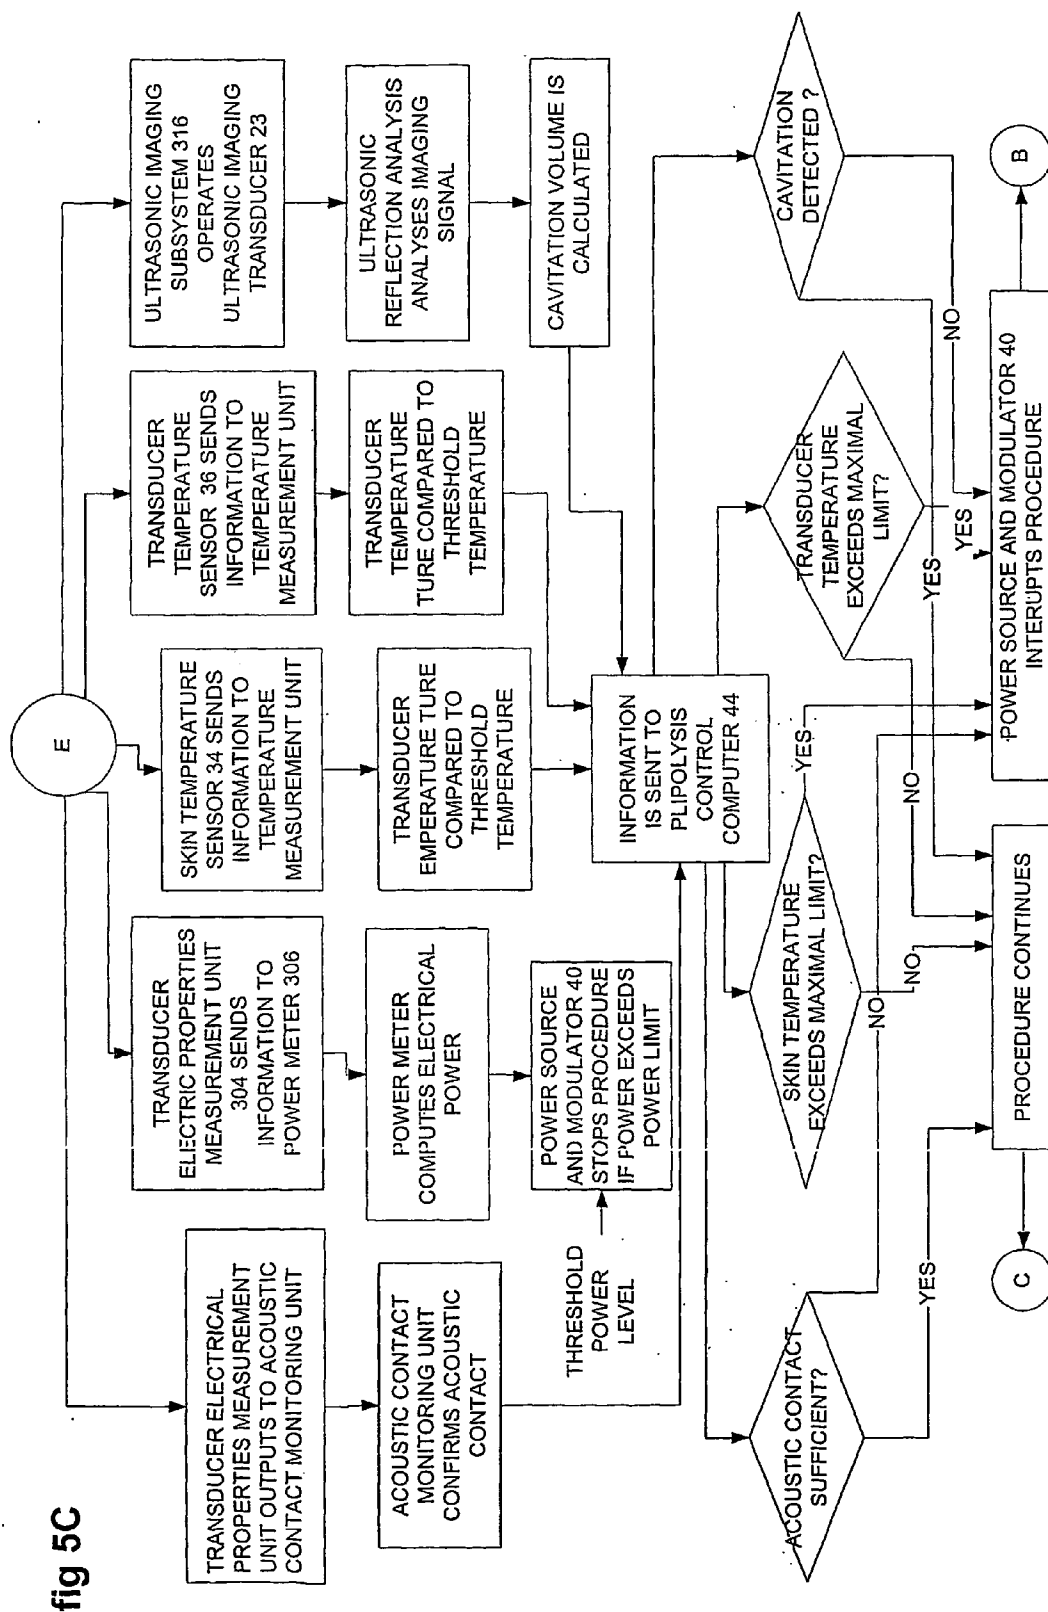 fig 5C
E
TRANSDUCER ELECTRICAL
PROPERTIES MEASUREMENT
UNIT OUTPUTS TO ACOUSTIC
CONTACT MONITORING UNIT
ACOUSTIC CONTACT
MONITORING UNIT
CONFIRMS ACOUSTIC
CONTACT
TRANSDUCER
ELECTRIC PROPERTIES
MEASUREMENT UNIT
304 SENDS
INFORMATION TO
POWER METER 306
POWER METER
COMPUTES ELECTRICAL
POWER
THRESHOLD
POWER
LEVEL
POWER SOURCE
AND MODULATOR 40
STOPS PROCEDURE
IF POWER EXCEEDS
POWER LIMIT
SKIN TEMPERATURE
SENSOR 34 SENDS
INFORMATION TO
TEMPERATURE
MEASUREMENT UNIT
TRANSDUCER
EMPERATURE TURE
COMPARED TO
THRESHOLD
TEMPERATURE
TRANSDUCER
TEMPERATURE
SENSOR 36 SENDS
INFORMATION TO
TEMPERATURE
MEASUREMENT UNIT
TRANSDUCER
TEMPERATURE
TURE COMPARED TO
THRESHOLD
TEMPERATURE
ULTRASONIC IMAGING
SUBSYSTEM 316
OPERATES
ULTRASONIC IMAGING
TRANSDUCER 23
ULTRASONIC
REFLECTION ANALYSIS
ANALYSES IMAGING
SIGNAL
CAVITATION VOLUME IS
CALCULATED
INFORMATION
IS SENT TO
PLIPOLYSIS
CONTROL
COMPUTER 44
ACOUSTIC CONTACT
SUFFICIENT?
SKIN TEMPERATURE
EXCEEDS MAXIMAL LIMIT?
TRANSDUCER
TEMPERATURE
EXCEEDS MAXIMAL
LIMIT?
CAVITATION
DETECTED ?
YES
NO
NO
YES
NO
YES
YES
NO
C
PROCEDURE CONTINUES
POWER SOURCE AND MODULATOR 40
INTERUPTS PROCEDURE
B